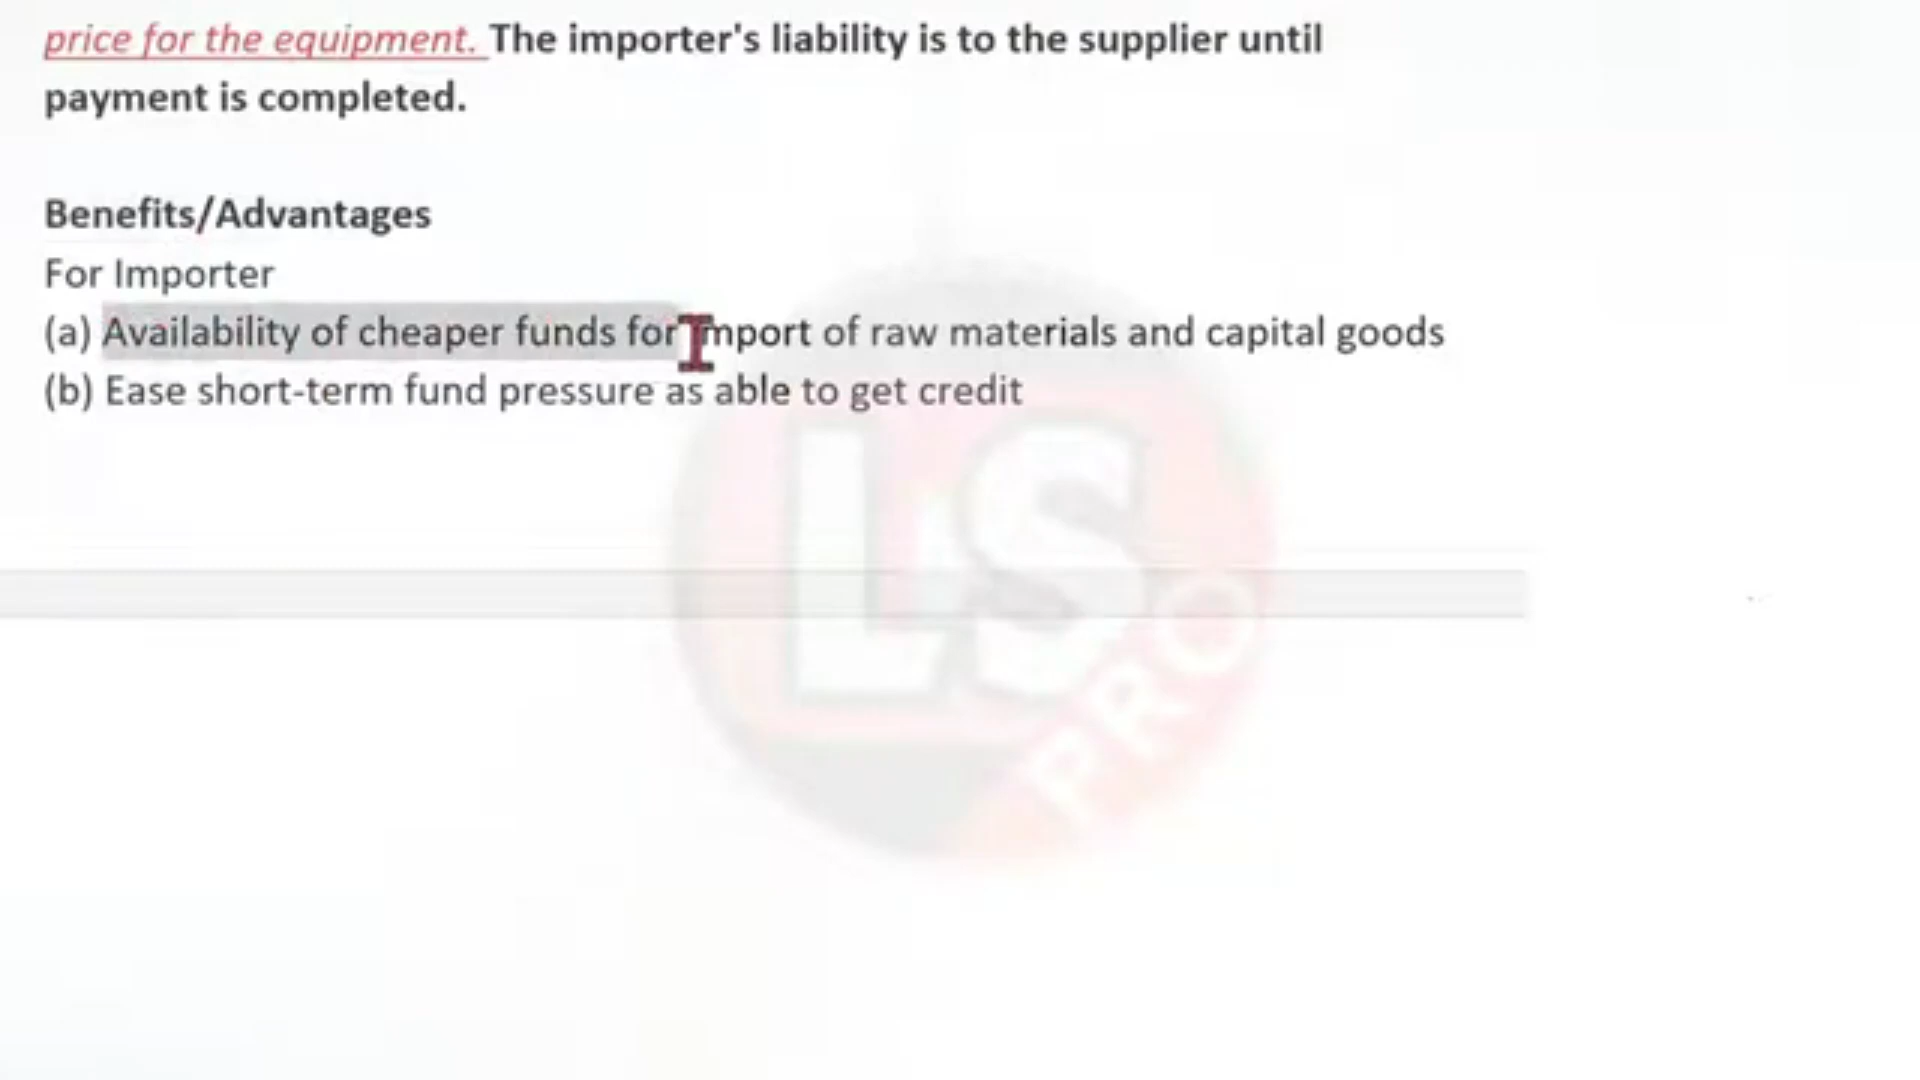 price for the equipment. The importer's liability is to the supplier until
payment is completed.
Benefits/Advantages
For Importer
(a) Availability of cheaper funds for import of raw materials and capital goods
(b) Ease short-term fund pressure as able to get credit
LS
PRO